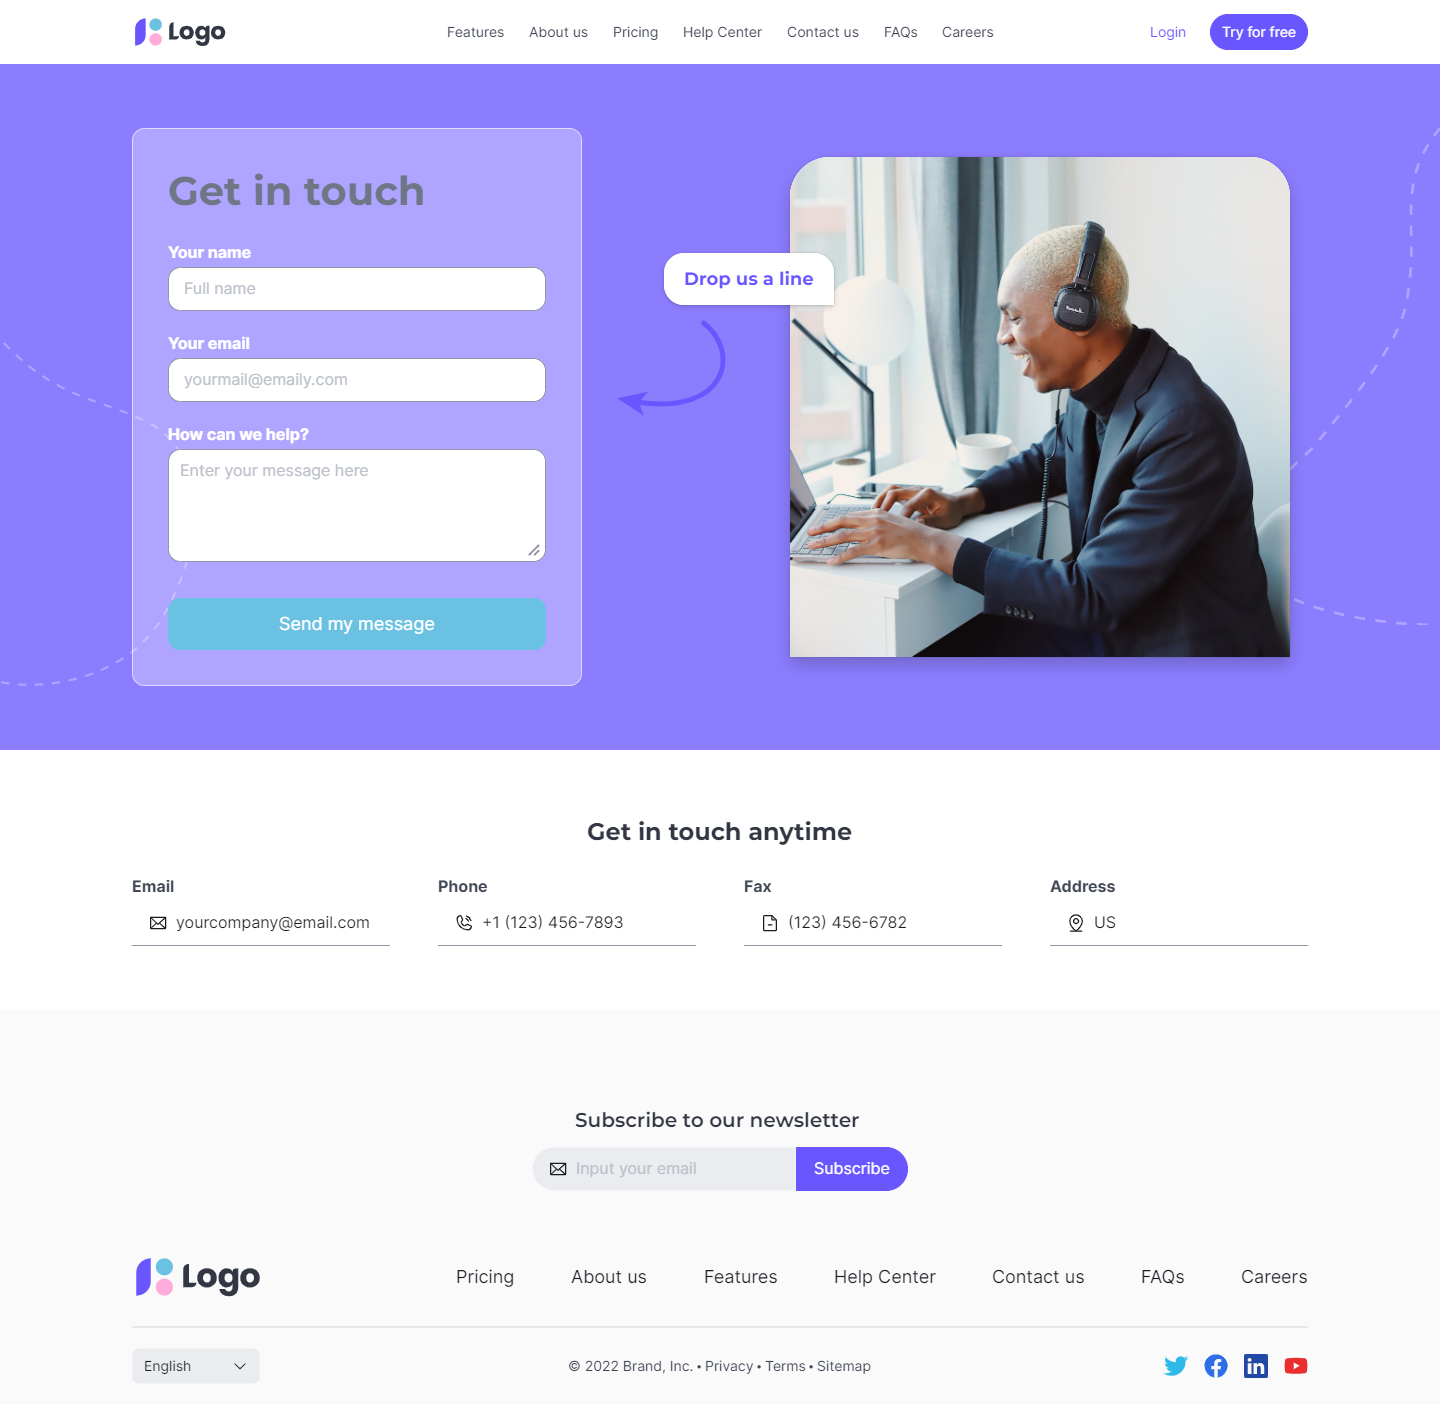 Logo
Features About us Pricing Help Center Contact us FAQs Careers
Login Try for free
Get in touch
Your name
Full name
Your email
yourmail@emaily.com
How can we help?
Enter your message here
Send my message
Drop us a line
Get in touch anytime
Email
yourcompany@email.com
Phone
+1 (123) 456-7893
Fax
(123) 456-6782
Address
US
Subscribe to our newsletter
Input your email Subscribe
Logo
Pricing About us Features Help Center Contact us FAQs Careers
English
© 2022 Brand, Inc. • Privacy • Terms • Sitemap
in